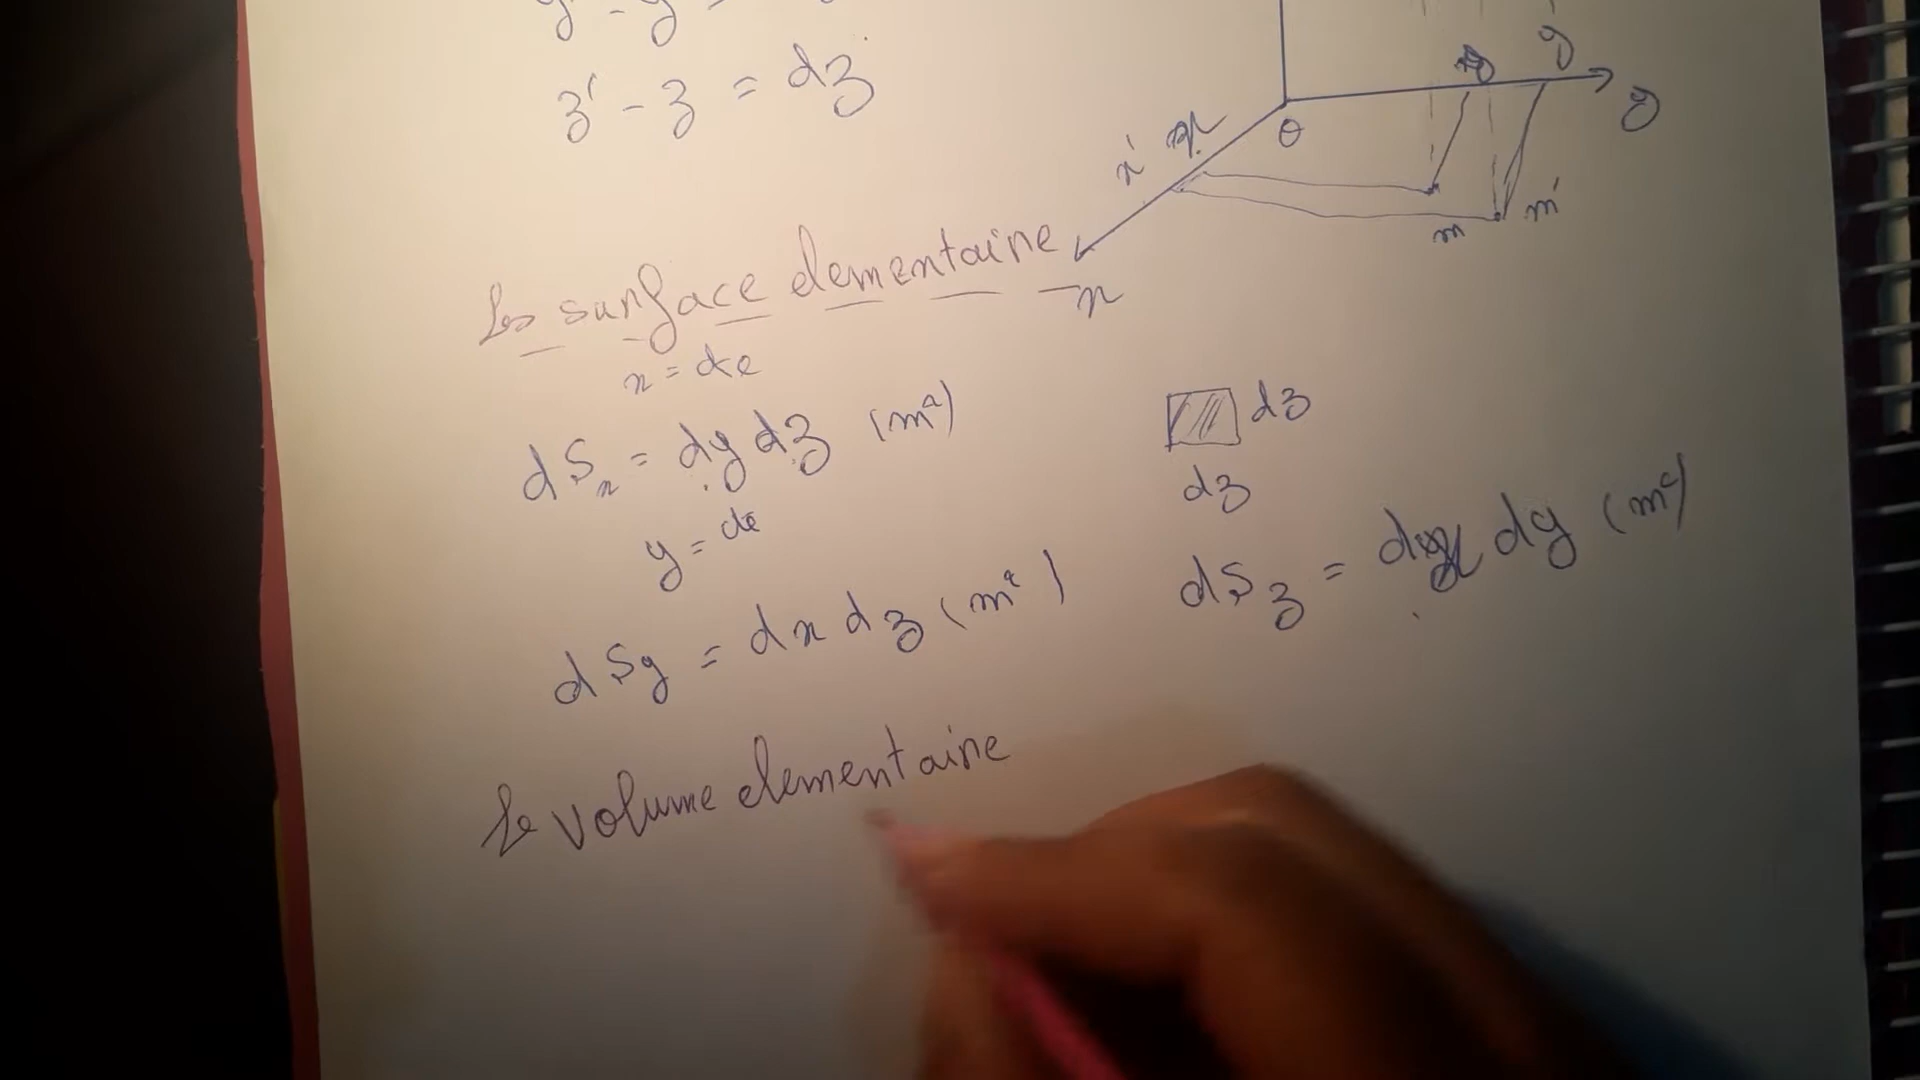 z' - z = dz
x' x
O
y
m m'
x
Les surface elementaire
x = cte
dSx = dy dz (m²)
dz
dz
y = cte
dSy = dx dz (m²)
dSz = dx dy (m²)
Le volume elementaire